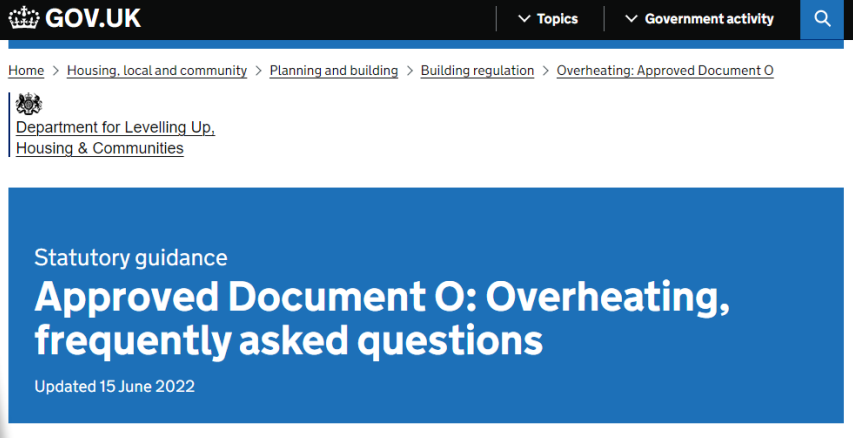 GOV.UK Topics Government activity
Home > Housing, local and community > Planning and building > Building regulation > Overheating: Approved Document O
Department for Levelling Up,
Housing & Communities
Statutory guidance
Approved Document O: Overheating,
frequently asked questions
Updated 15 June 2022